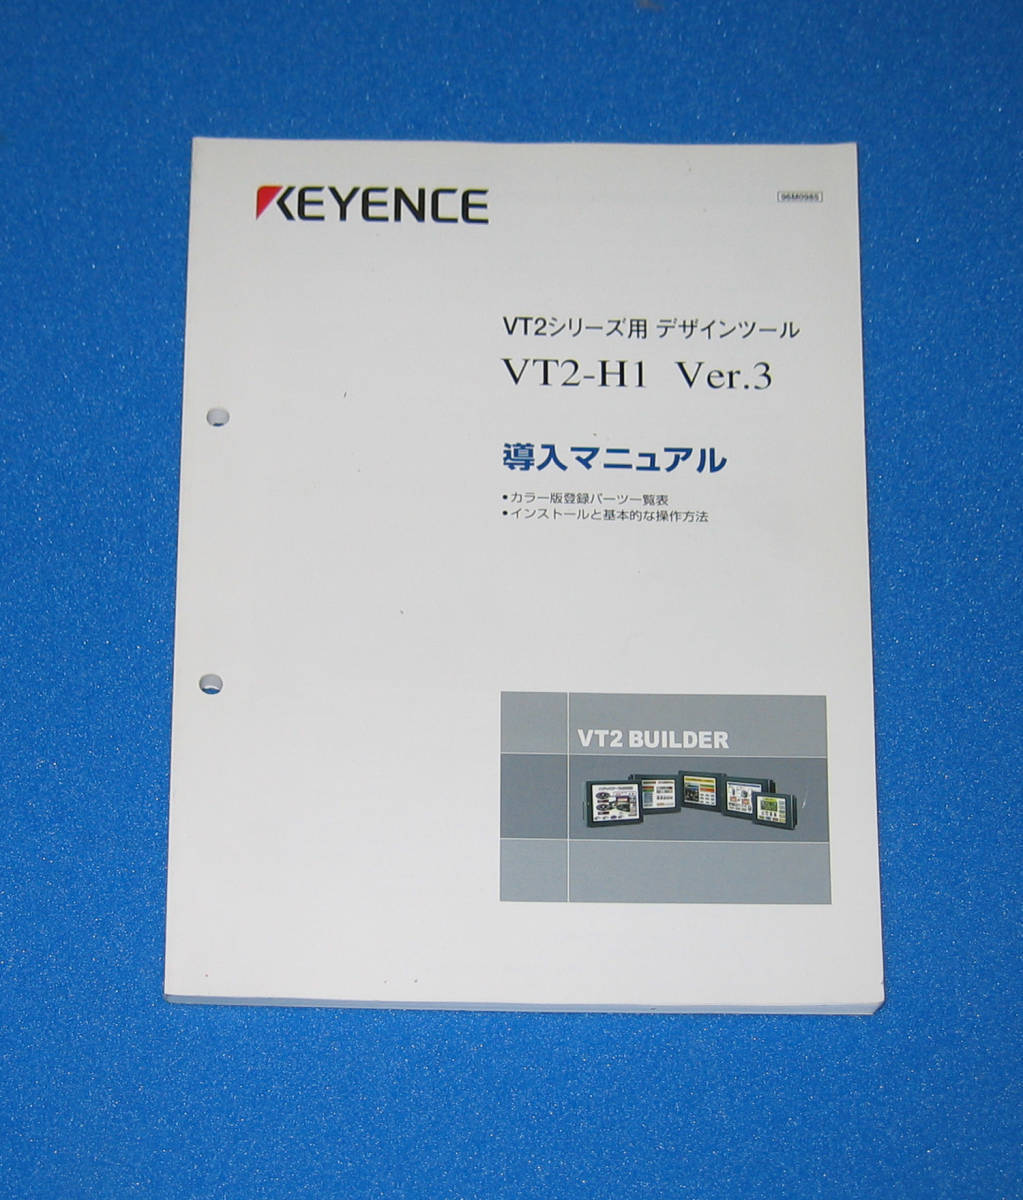 KEYENCE
96M0985
VT2シリーズ用 デザインツール
VT2-H1 Ver.3
導入マニュアル
•カラー版登録パーツ一覧表
•インストールと基本的な操作方法
VT2 BUILDER